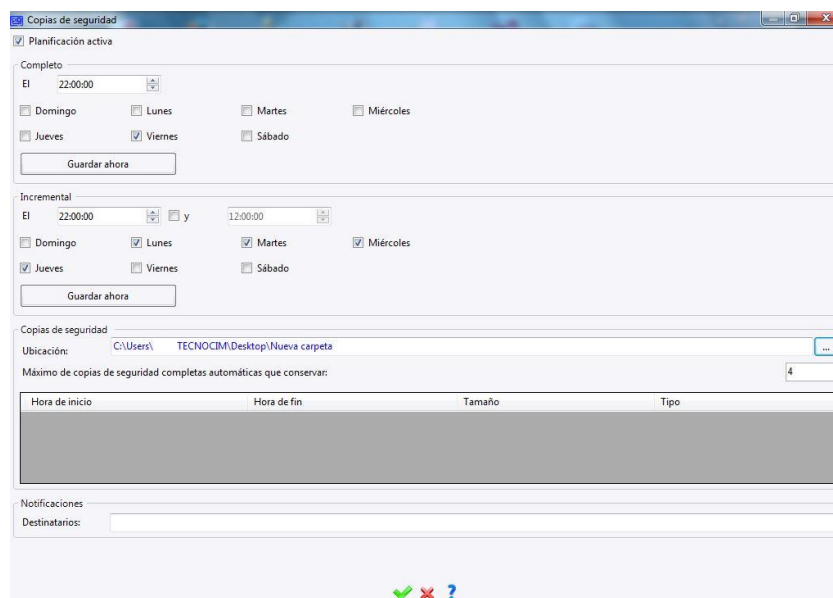 Copias de seguridad
Planificación activa
Completo
El 22:00:00
Domingo Lunes Martes Miércoles
Jueves Viernes Sábado
Guardar ahora
Incremental
El 22:00:00 y 12:00:00
Domingo Lunes Martes Miércoles
Jueves Viernes Sábado
Guardar ahora
Copias de seguridad
Ubicación: C:\Users\ TECNOCIM\Desktop\Nueva carpeta ...
Máximo de copias de seguridad completas automáticas que conservar: 4
Hora de inicio Hora de fin Tamaño Tipo
Notificaciones
Destinatarios:
?